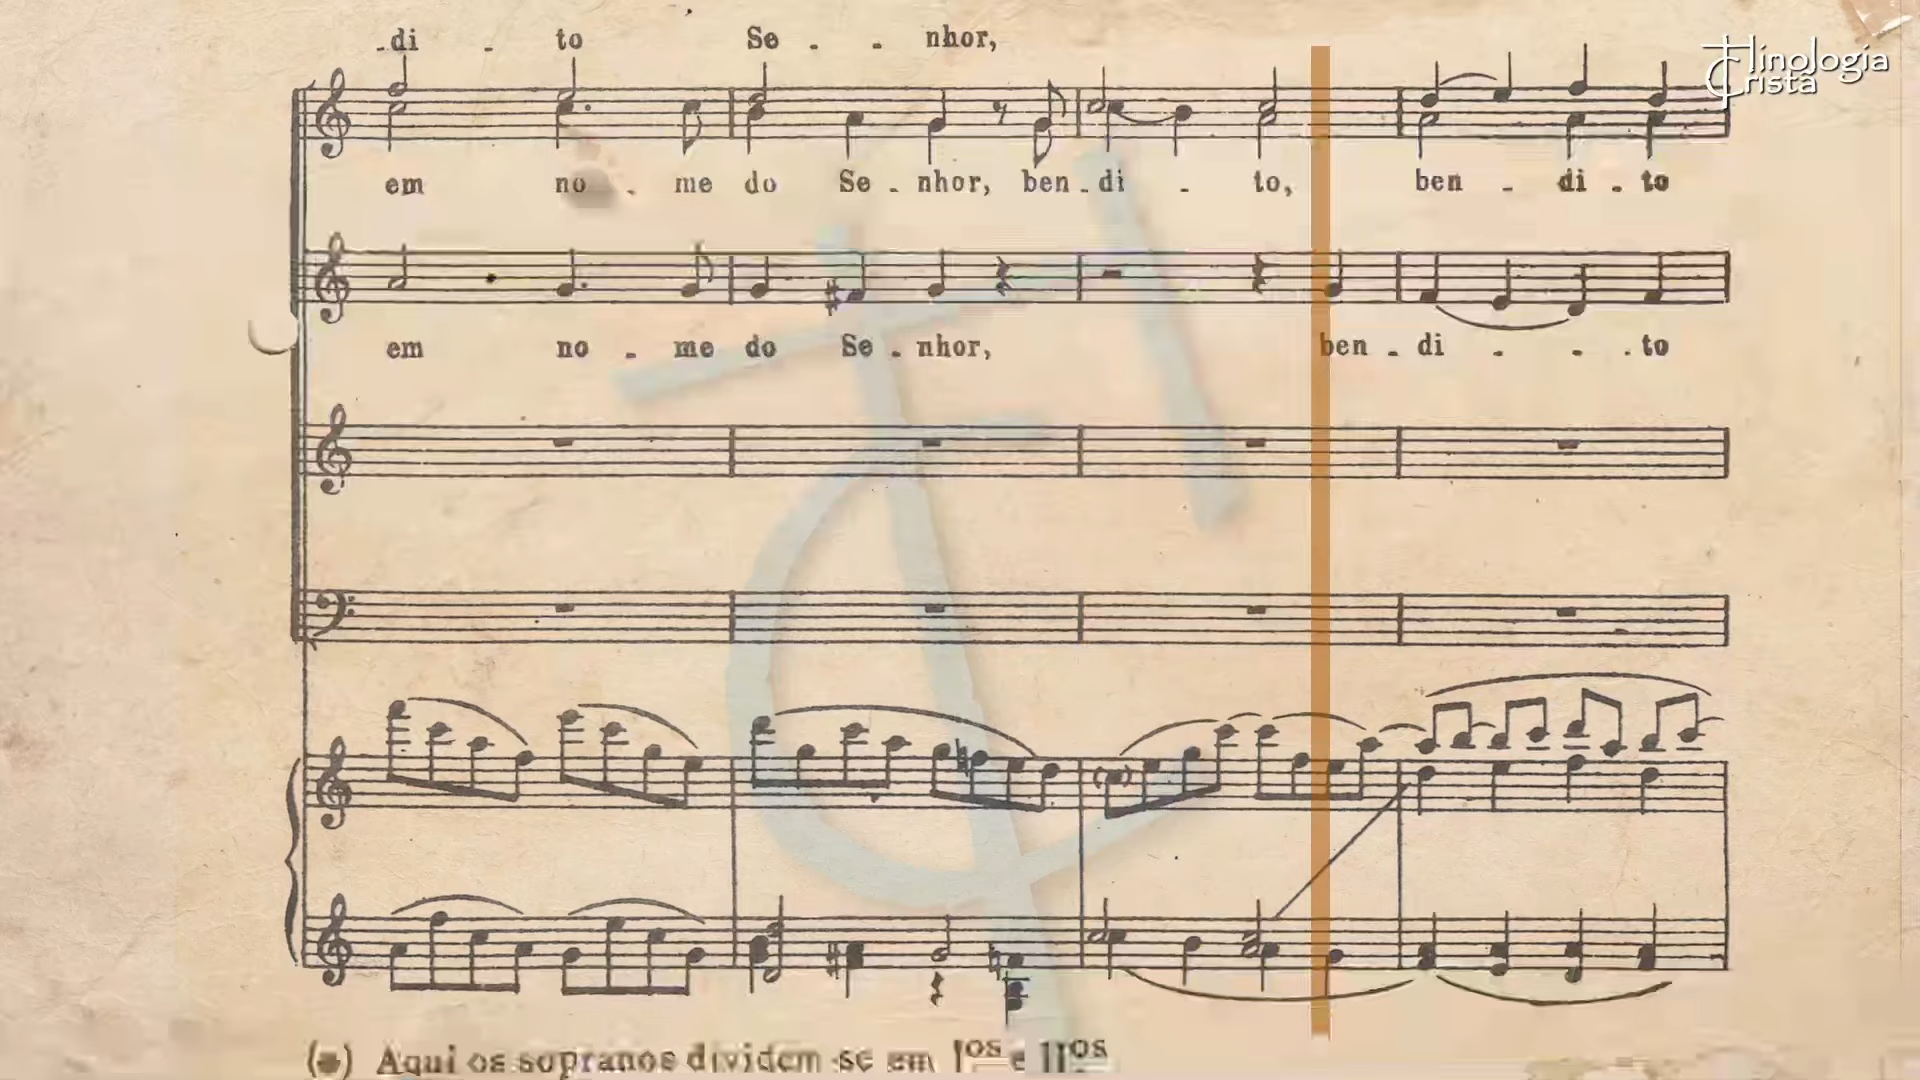 di - to Se - - nhor,
Hinologia
Cristã
em no - me do Se - nhor, ben - di - to, ben - di - to
em no - me do Se - nhor, ben - di - - - to
(*) Aqui os sopranos dividem-se em Ios e IIos